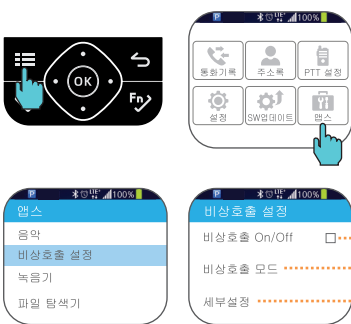 OK
Fn
P LTE 100%
통화기록 주소록 PTT 설정
설정 SW업데이트 앱스
P LTE 100%
앱스
음악
비상호출 설정
녹음기
파일 탐색기
P LTE 100%
비상호출 설정
비상호출 On/Off
비상호출 모드
세부설정